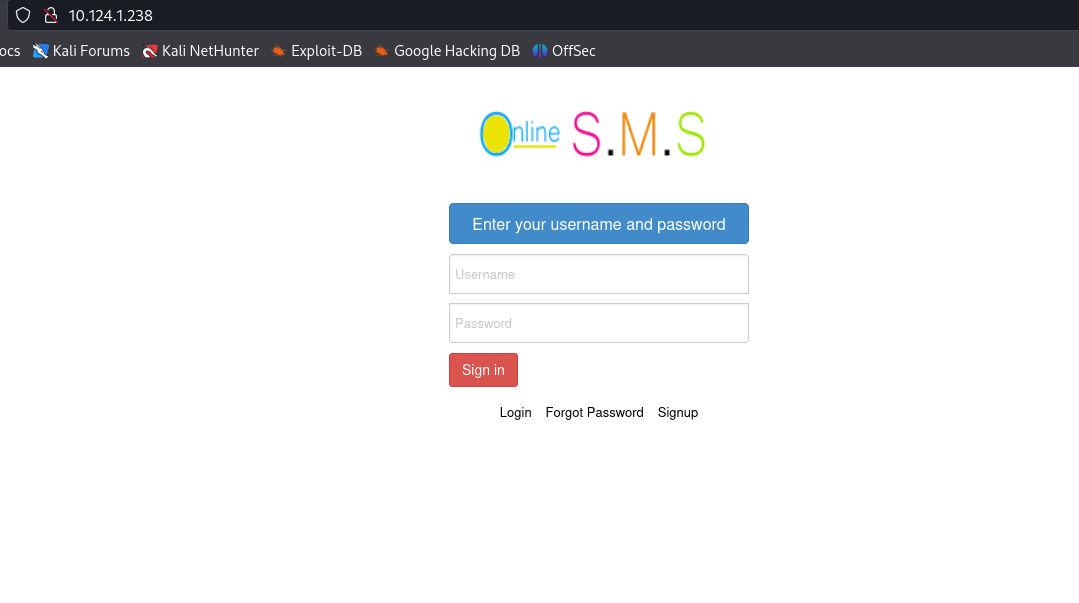 10.124.1.238
ocs Kali Forums Kali NetHunter Exploit-DB Google Hacking DB OffSec
Online S.M.S
Enter your username and password
Username
Password
Sign in
Login Forgot Password Signup